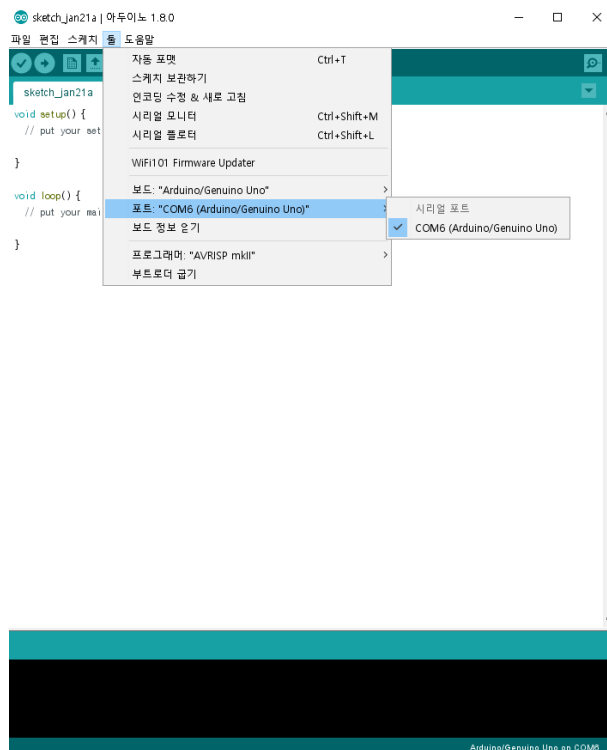 sketch_jan21a | 아두이노 1.8.0
파일 편집 스케치 툴 도움말
자동 포맷 Ctrl+T
스케치 보관하기
sketch_jan21a
인코딩 수정 & 새로 고침
void setup() {
시리얼 모니터 Ctrl+Shift+M
// put your set
시리얼 플로터 Ctrl+Shift+L
}
WiFi101 Firmware Updater
void loop() {
보드: "Arduino/Genuino Uno"
// put your mai
포트: "COM6 (Arduino/Genuino Uno)"
시리얼 포트
보드 정보 얻기
COM6 (Arduino/Genuino Uno)
}
프로그래머: "AVRISP mkII"
부트로더 굽기
Arduino/Genuino Uno on COM6